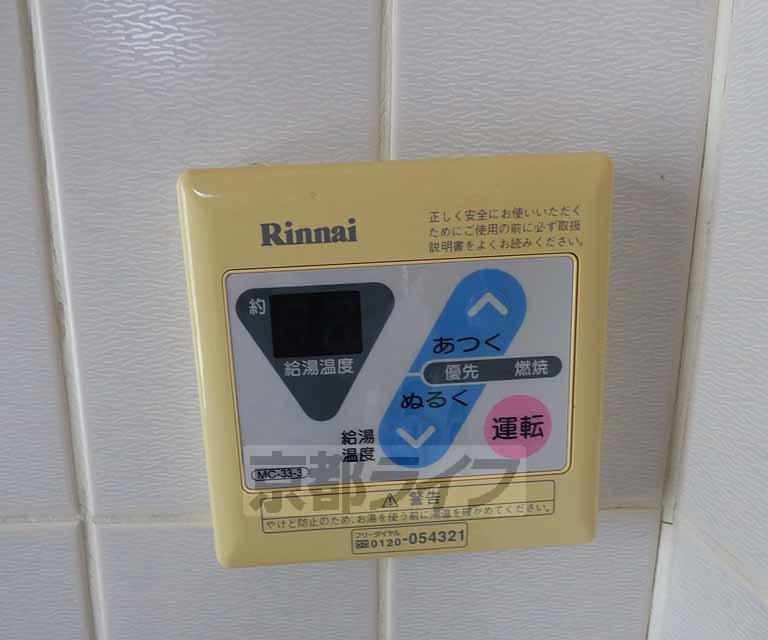 Rinnai
正しく安全にお使いいただく
ためにご使用の前に必ず取扱
説明書をよくお読みください。
約
給湯温度
あつく
優先 燃焼
ぬるく
給湯
温度
運転
MC-33-3
京都ライフ
警告
やけど防止のため、お湯を使う前に湯温を確かめてください。
フリーダイヤル
0120-054321